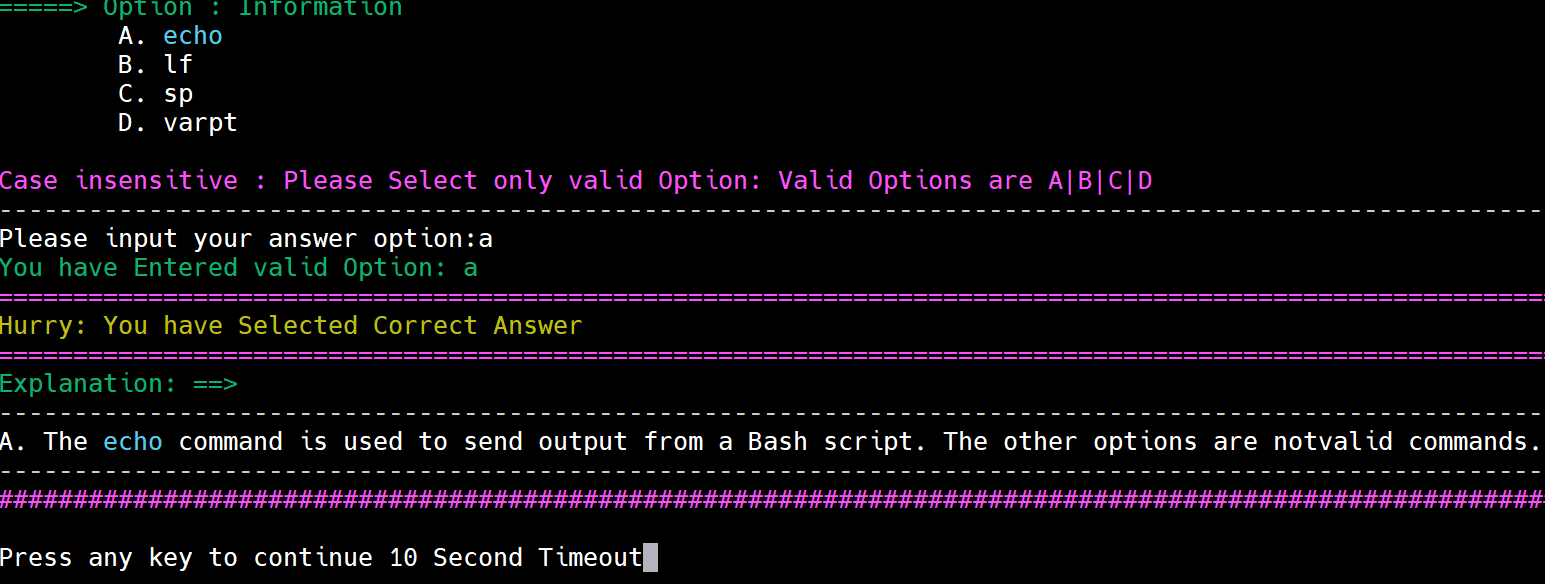 =====> Option : Information
A. echo
B. lf
C. sp
D. varpt
Case insensitive : Please Select only valid Option: Valid Options are A|B|C|D
-------------------------------------------------------------------------------------------------------
Please input your answer option:a
You have Entered valid Option: a
=======================================================================================================
Hurry: You have Selected Correct Answer
=======================================================================================================
Explanation: ==>
-------------------------------------------------------------------------------------------------------
A. The echo command is used to send output from a Bash script. The other options are notvalid commands.
-------------------------------------------------------------------------------------------------------
#######################################################################################################
Press any key to continue 10 Second Timeout